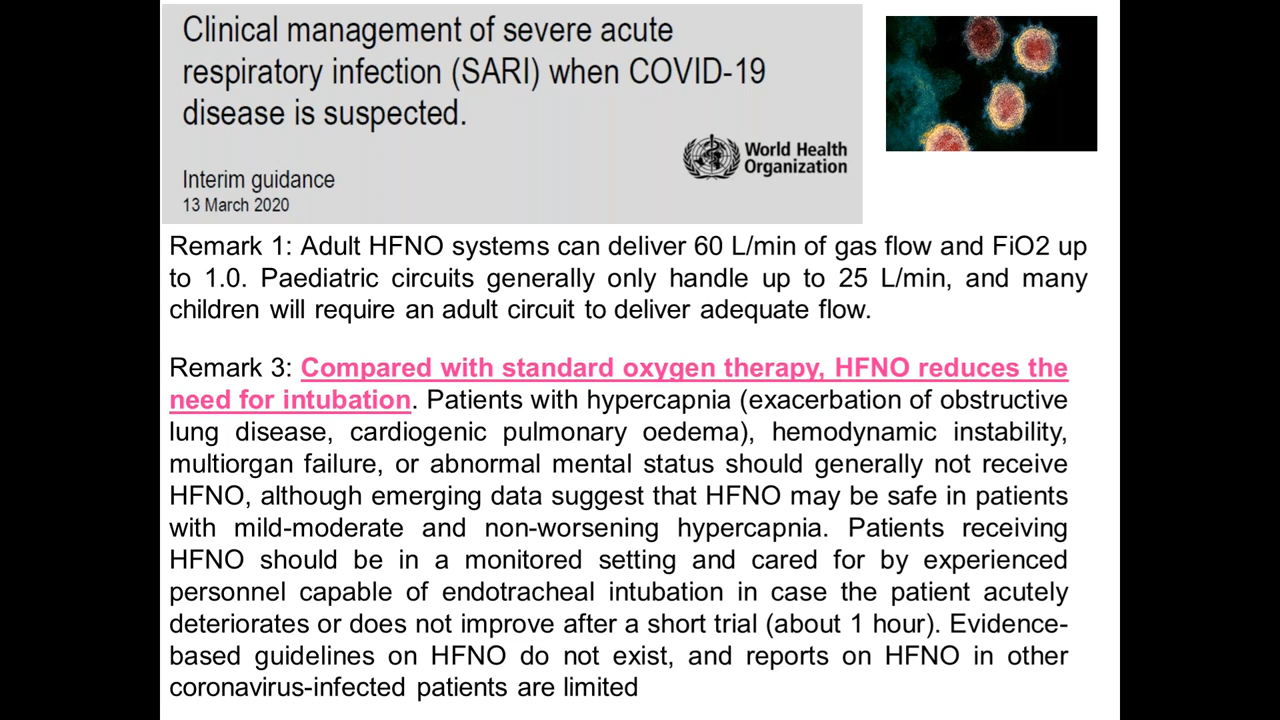 Clinical management of severe acute
respiratory infection (SARI) when COVID-19
disease is suspected.
World Health
Organization
Interim guidance
13 March 2020
Remark 1: Adult HFNO systems can deliver 60 L/min of gas flow and FiO2 up
to 1.0. Paediatric circuits generally only handle up to 25 L/min, and many
children will require an adult circuit to deliver adequate flow.
Remark 3: Compared with standard oxygen therapy, HFNO reduces the
need for intubation. Patients with hypercapnia (exacerbation of obstructive
lung disease, cardiogenic pulmonary oedema), hemodynamic instability,
multiorgan failure, or abnormal mental status should generally not receive
HFNO, although emerging data suggest that HFNO may be safe in patients
with mild-moderate and non-worsening hypercapnia. Patients receiving
HFNO should be in a monitored setting and cared for by experienced
personnel capable of endotracheal intubation in case the patient acutely
deteriorates or does not improve after a short trial (about 1 hour). Evidence-
based guidelines on HFNO do not exist, and reports on HFNO in other
coronavirus-infected patients are limited